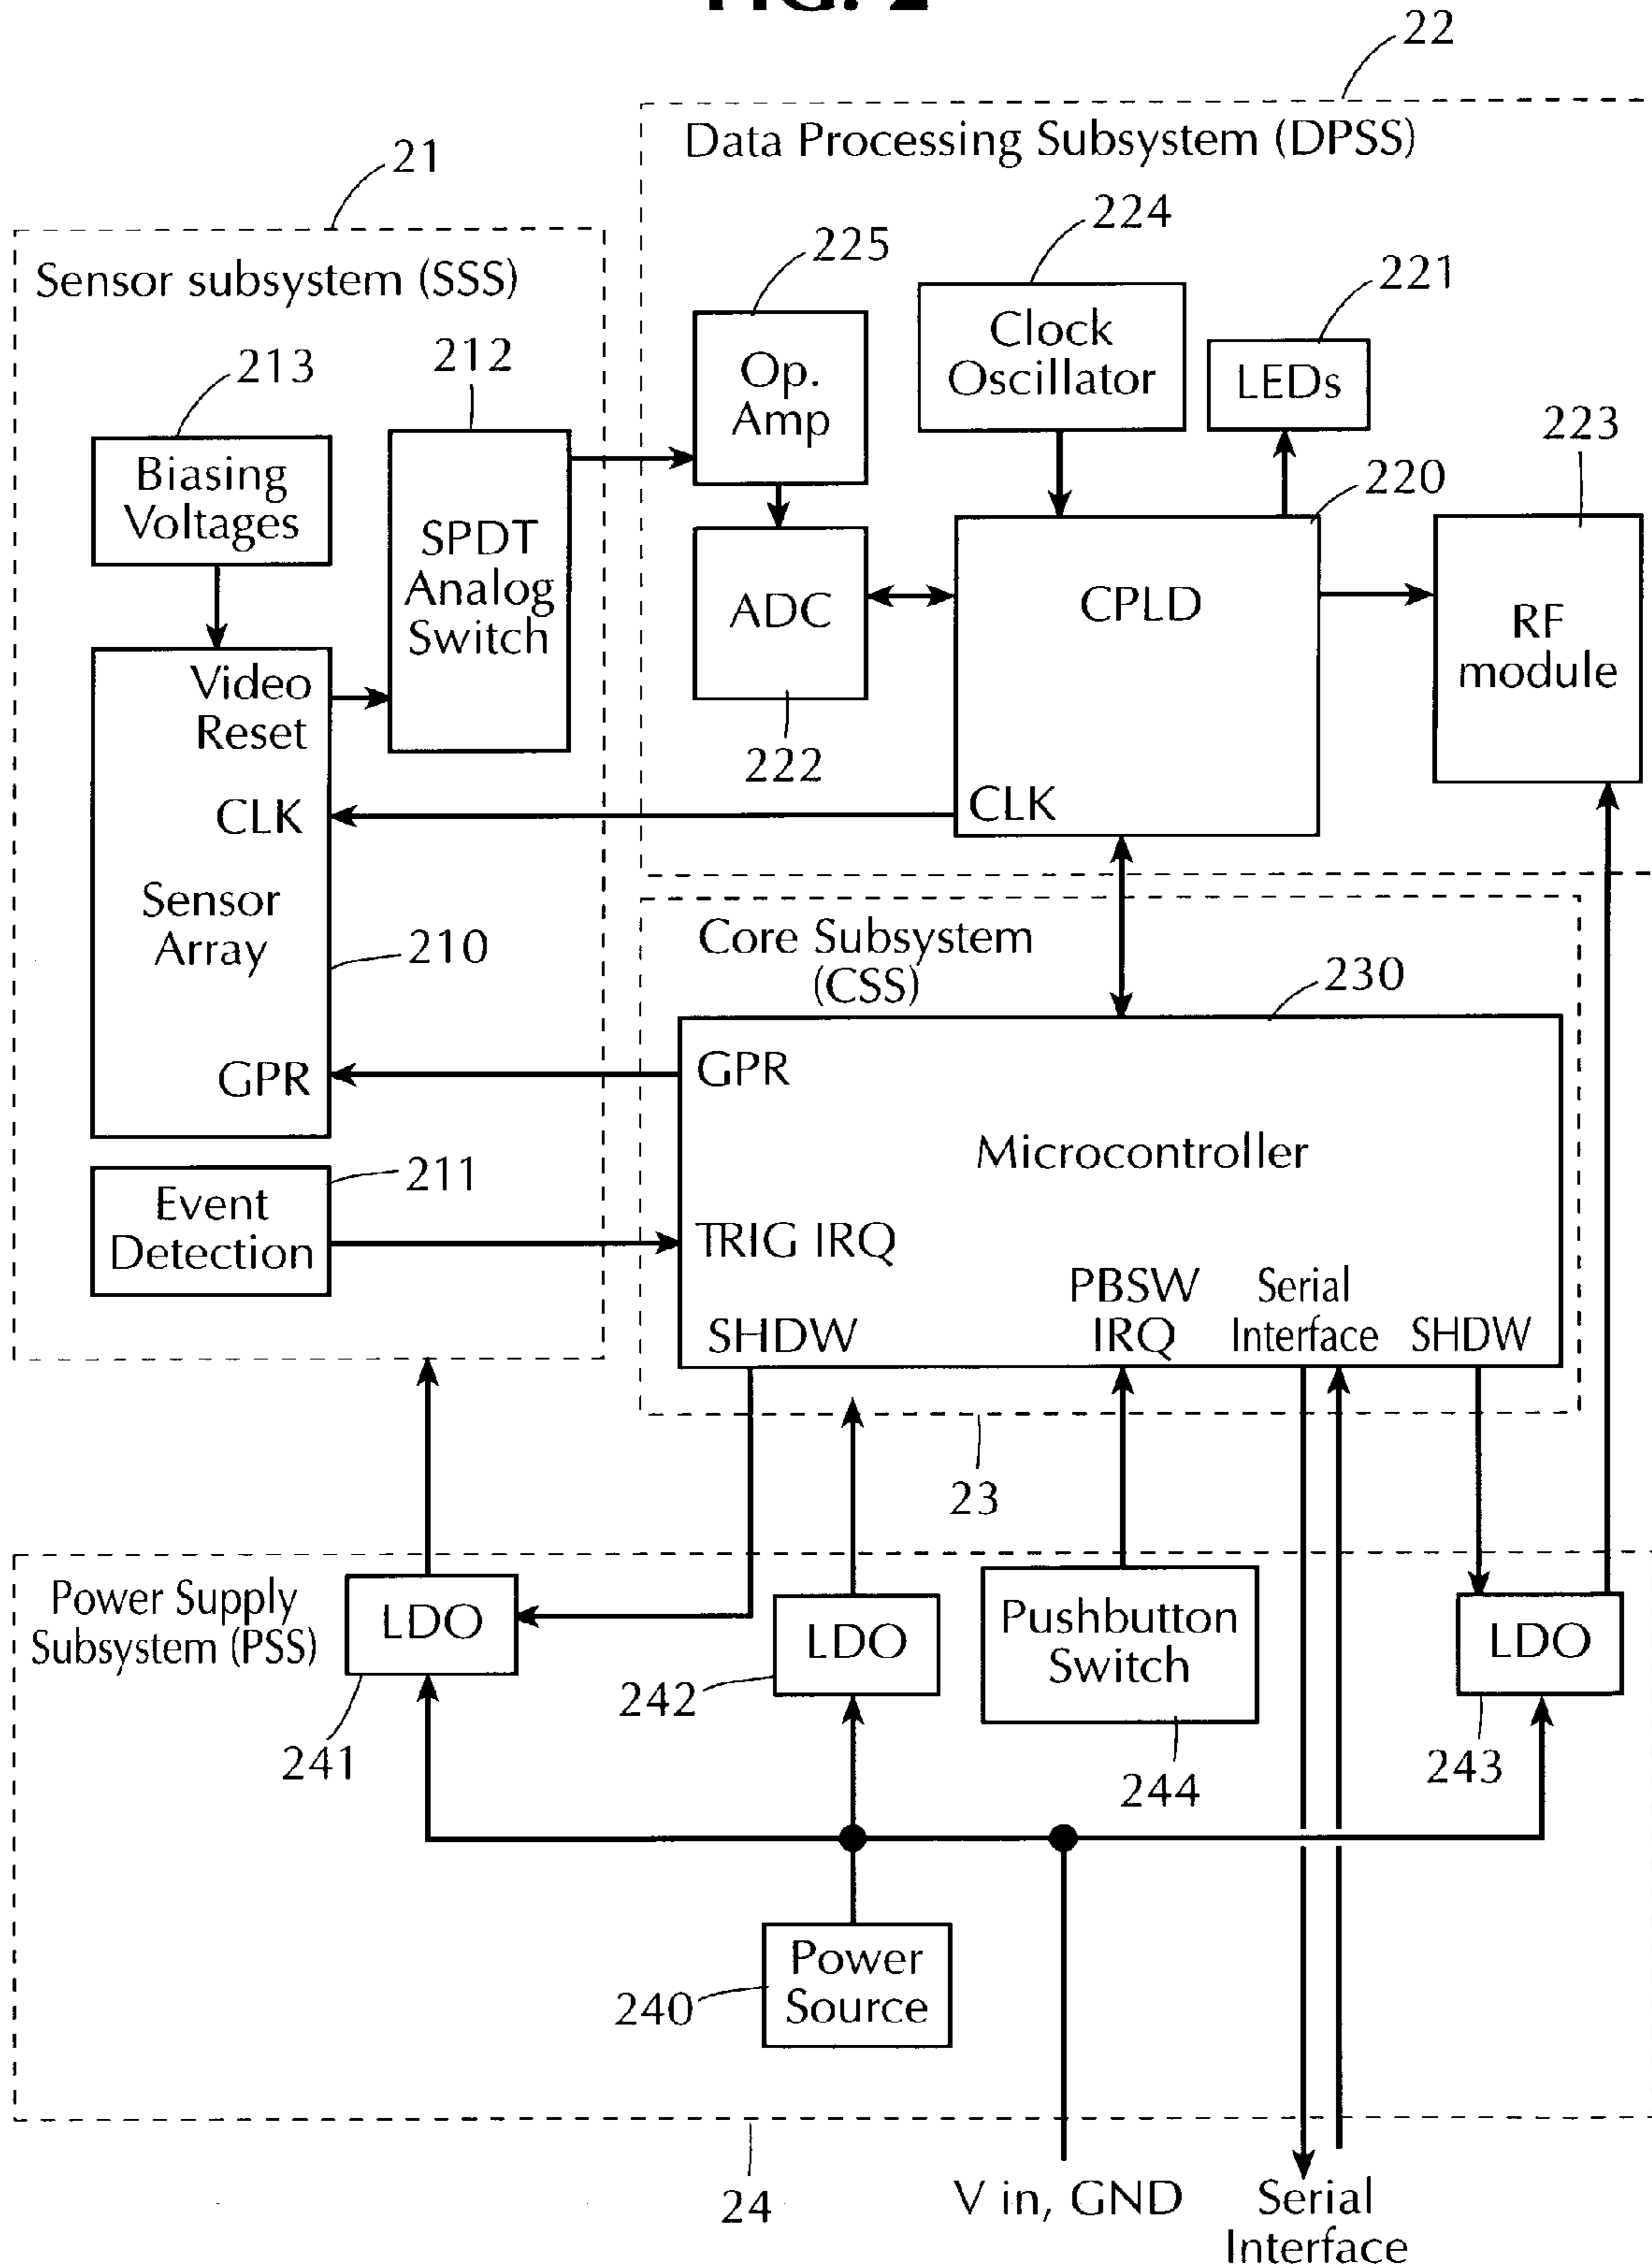 FIG. 2
22
Data Processing Subsystem (DPSS)
21
Sensor subsystem (SSS)
224
225
221
Clock
Oscillator
LEDs
213
212
Op.
Amp
223
Biasing
Voltages
220
SPDT
Analog
Switch
ADC
CPLD
RF
module
Video
Reset
222
CLK
CLK
Sensor
Array
210
Core Subsystem
(CSS)
230
GPR
GPR
Microcontroller
211
Event
Detection
TRIG IRQ
PBSW
IRQ
Serial
Interface
SHDW
SHDW
23
Power Supply
Subsystem (PSS)
LDO
LDO
Pushbutton
Switch
LDO
241
242
244
243
Power
Source
240
24
V in, GND
Serial
Interface